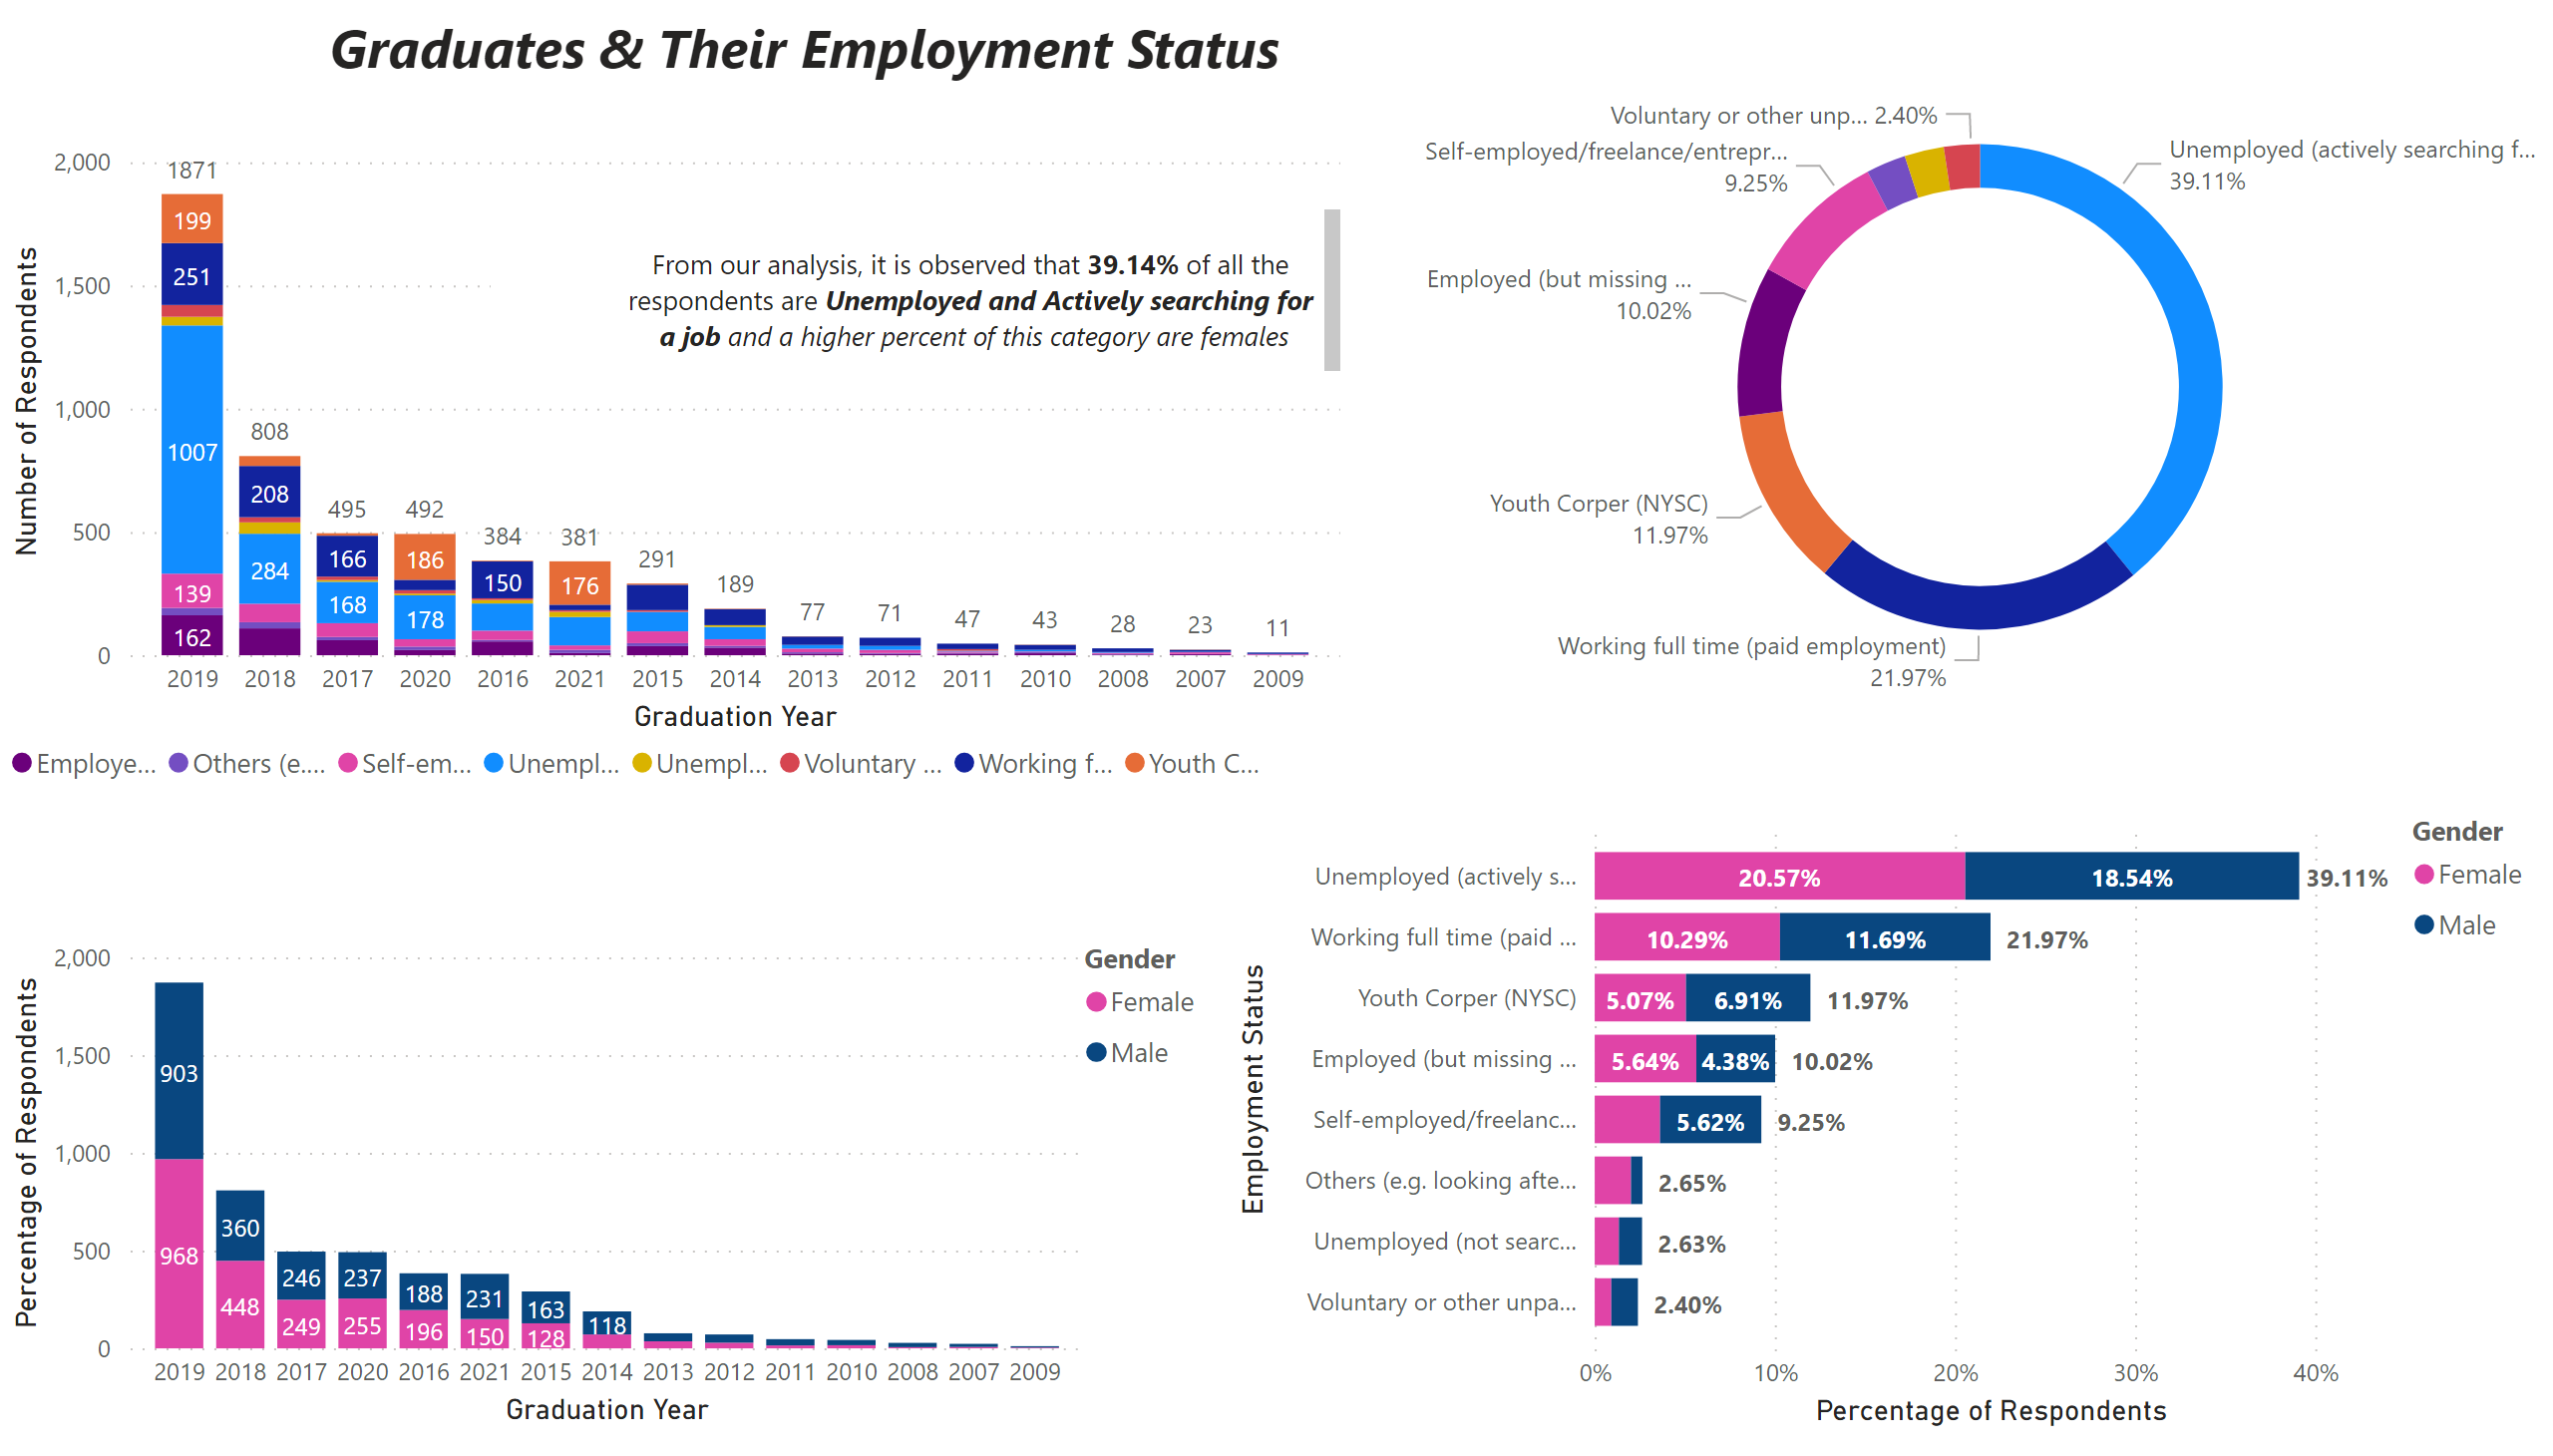 Graduates & Their Employment Status
Number of Respondents
2,000
1,500
1,000
500
0
1871
199
251
1007
139
162
808
208
284
495
166
168
492
186
178
384
150
381
176
291
189
77
71
47
43
28
23
11
2019 2018 2017 2020 2016 2021 2015 2014 2013 2012 2011 2010 2008 2007 2009
Graduation Year
Employe... Others (e.... Self-em... Unempl... Unempl... Voluntary ... Working f... Youth C...
From our analysis, it is observed that 39.14% of all the
respondents are Unemployed and Actively searching for
a job and a higher percent of this category are females
Voluntary or other unp... 2.40%
Self-employed/freelance/entrepr...
9.25%
Unemployed (actively searching f...
39.11%
Employed (but missing ...
10.02%
Youth Corper (NYSC)
11.97%
Working full time (paid employment)
21.97%
Percentage of Respondents
2,000
1,500
1,000
500
0
903
968
360
448
246
249
237
255
188
196
231
150
163
128
118
2019 2018 2017 2020 2016 2021 2015 2014 2013 2012 2011 2010 2008 2007 2009
Graduation Year
Gender
Female
Male
Employment Status
Unemployed (actively s... 20.57% 18.54% 39.11%
Working full time (paid ... 10.29% 11.69% 21.97%
Youth Corper (NYSC) 5.07% 6.91% 11.97%
Employed (but missing ... 5.64% 4.38% 10.02%
Self-employed/freelanc... 5.62% 9.25%
Others (e.g. looking afte... 2.65%
Unemployed (not searc... 2.63%
Voluntary or other unpa... 2.40%
0% 10% 20% 30% 40%
Percentage of Respondents
Gender
Female
Male